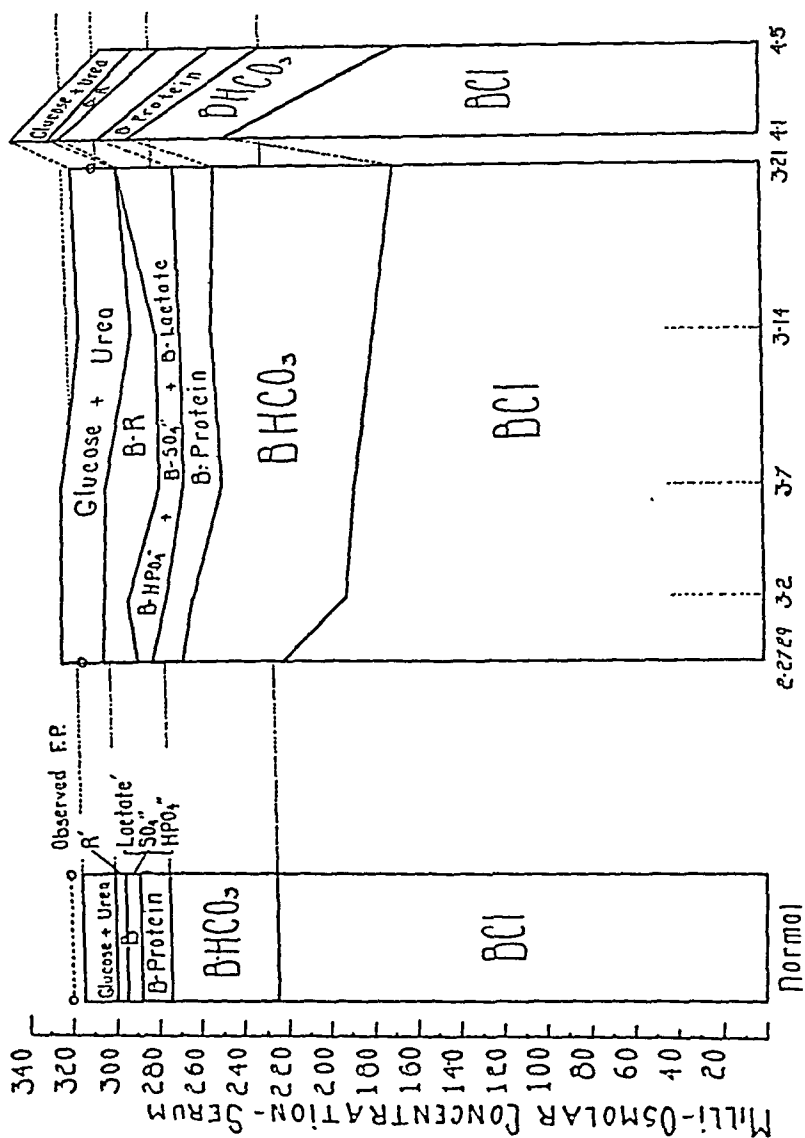 MILLI-OSMOLAR CONCENTRATION-SERUM
340
320
300
280
260
240
220
200
180
160
140
120
100
80
60
40
20
Normal
Observed F.P.
R'
Lactate'
SO₄"
HPO₄"
Glucose + Urea
B
B-Protein
B-HCO₃
BCl
Glucose + Urea
B-R
B-HPO₄" + B-SO₄" + B-Lactate
B-Protein
BHCO₃
BCl
2-27 29
3-2
3-7
3-14
3-21
Glucose + Urea
B-R
B-Protein
BHCO₃
BCl
4-1
4-5